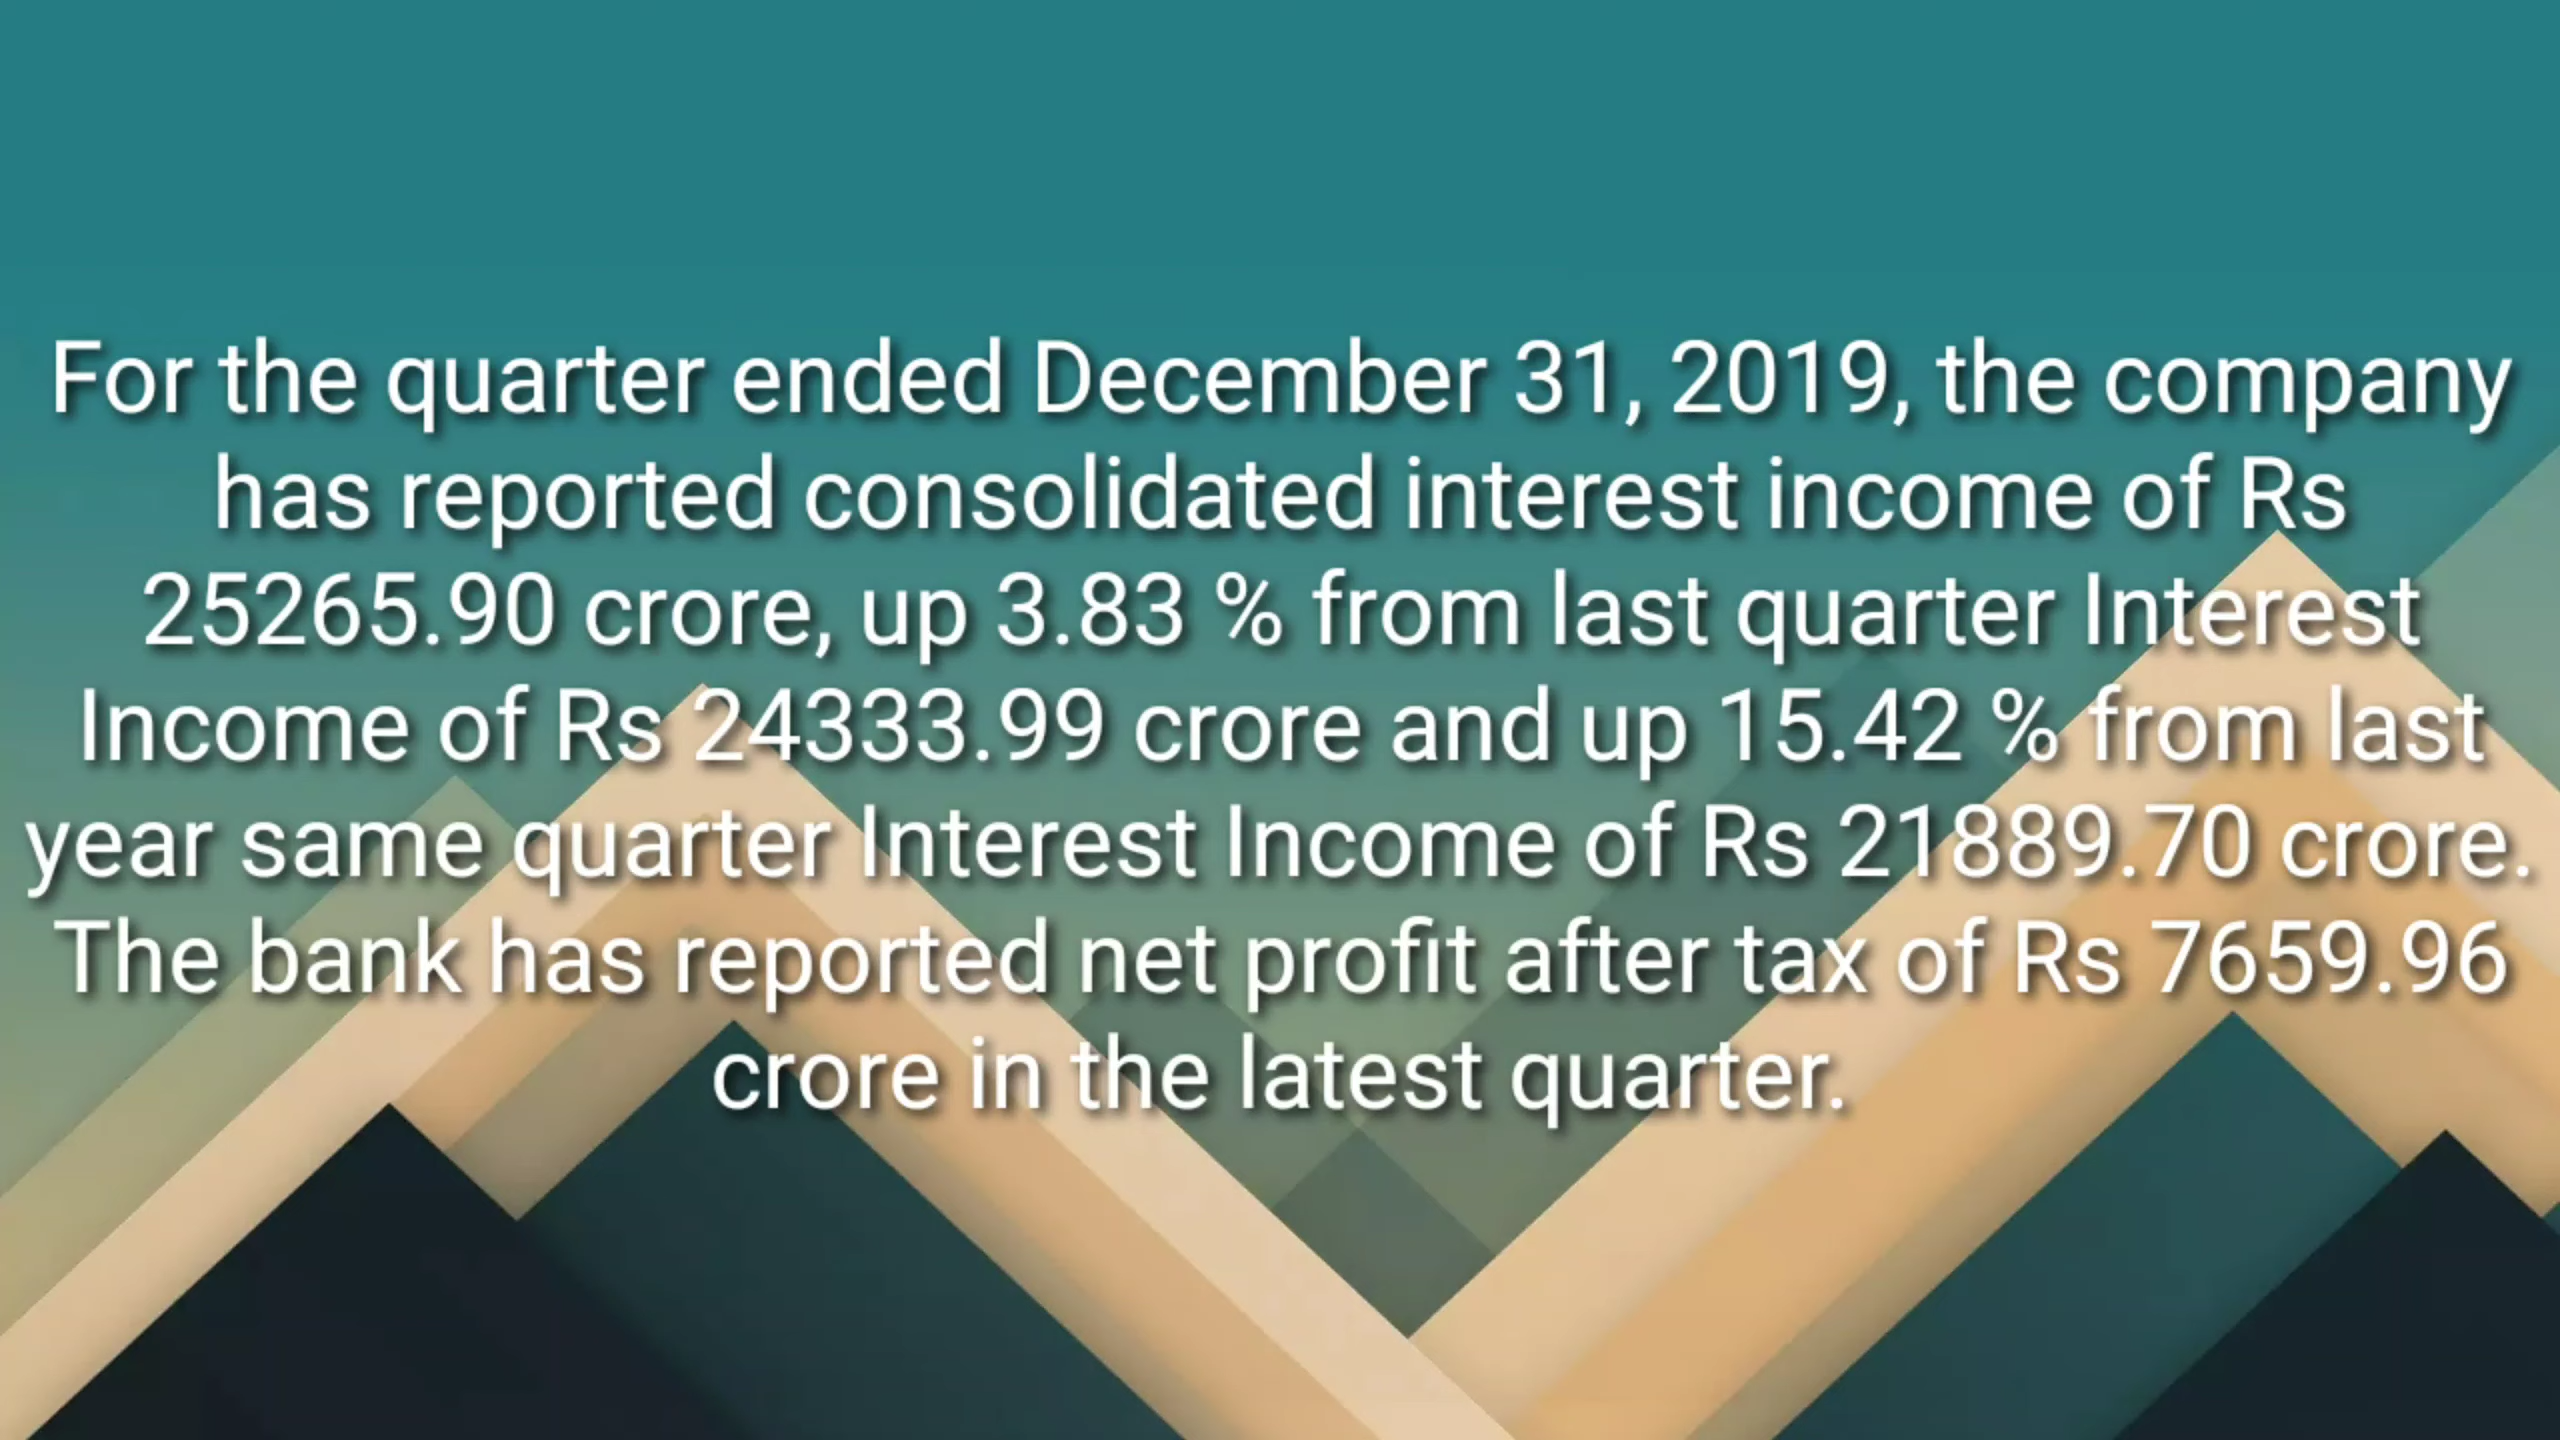 For the quarter ended December 31, 2019, the company
has reported consolidated interest income of Rs
25265.90 crore, up 3.83 % from last quarter Interest
Income of Rs 24333.99 crore and up 15.42 % from last
year same quarter Interest Income of Rs 21889.70 crore.
The bank has reported net profit after tax of Rs 7659.96
crore in the latest quarter.